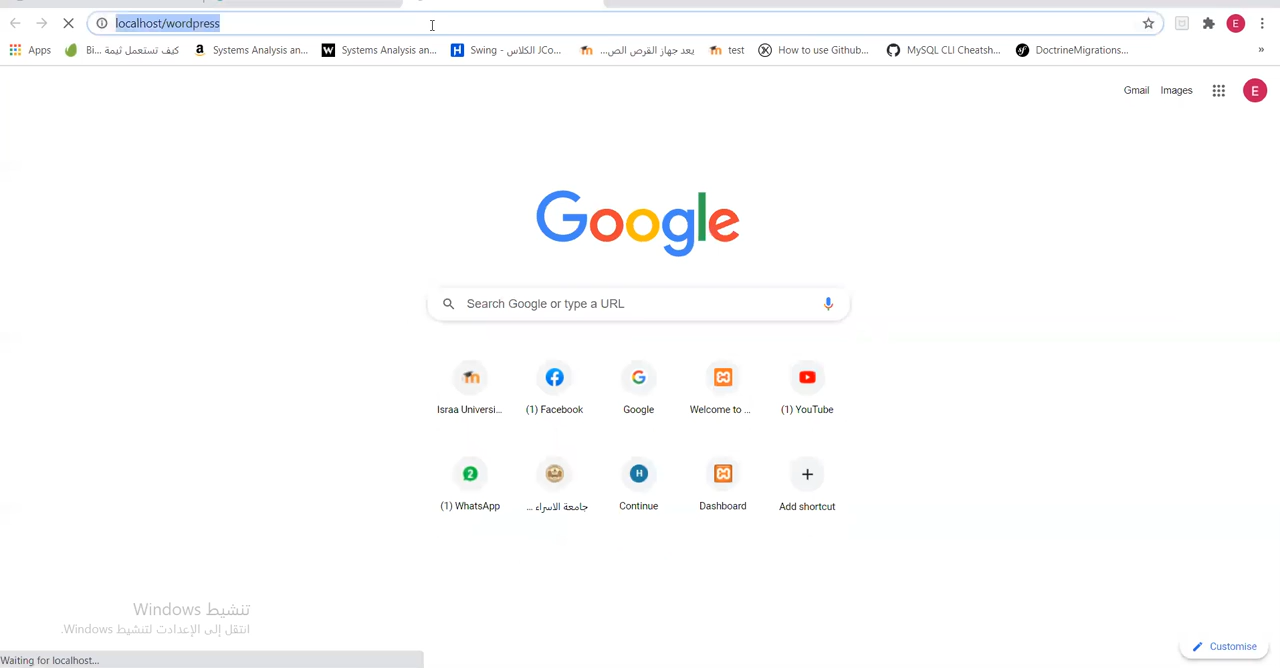 localhost/wordpress
Apps
Bi... كيف تستعمل ثيمة
Systems Analysis an...
Systems Analysis an...
الكلاس - Swing JCo...
يعد جهاز القرص الص...
test
How to use Github...
MySQL CLI Cheatsh...
DoctrineMigrations...
»
E
Gmail
Images
E
Google
Search Google or type a URL
Israa Universi...
(1) Facebook
Google
Welcome to ...
(1) YouTube
(1) WhatsApp
جامعة الاسراء ...
Continue
Dashboard
Add shortcut
تنشيط Windows
انتقل إلى الإعدادت لتنشيط Windows.
Waiting for localhost...
Customise